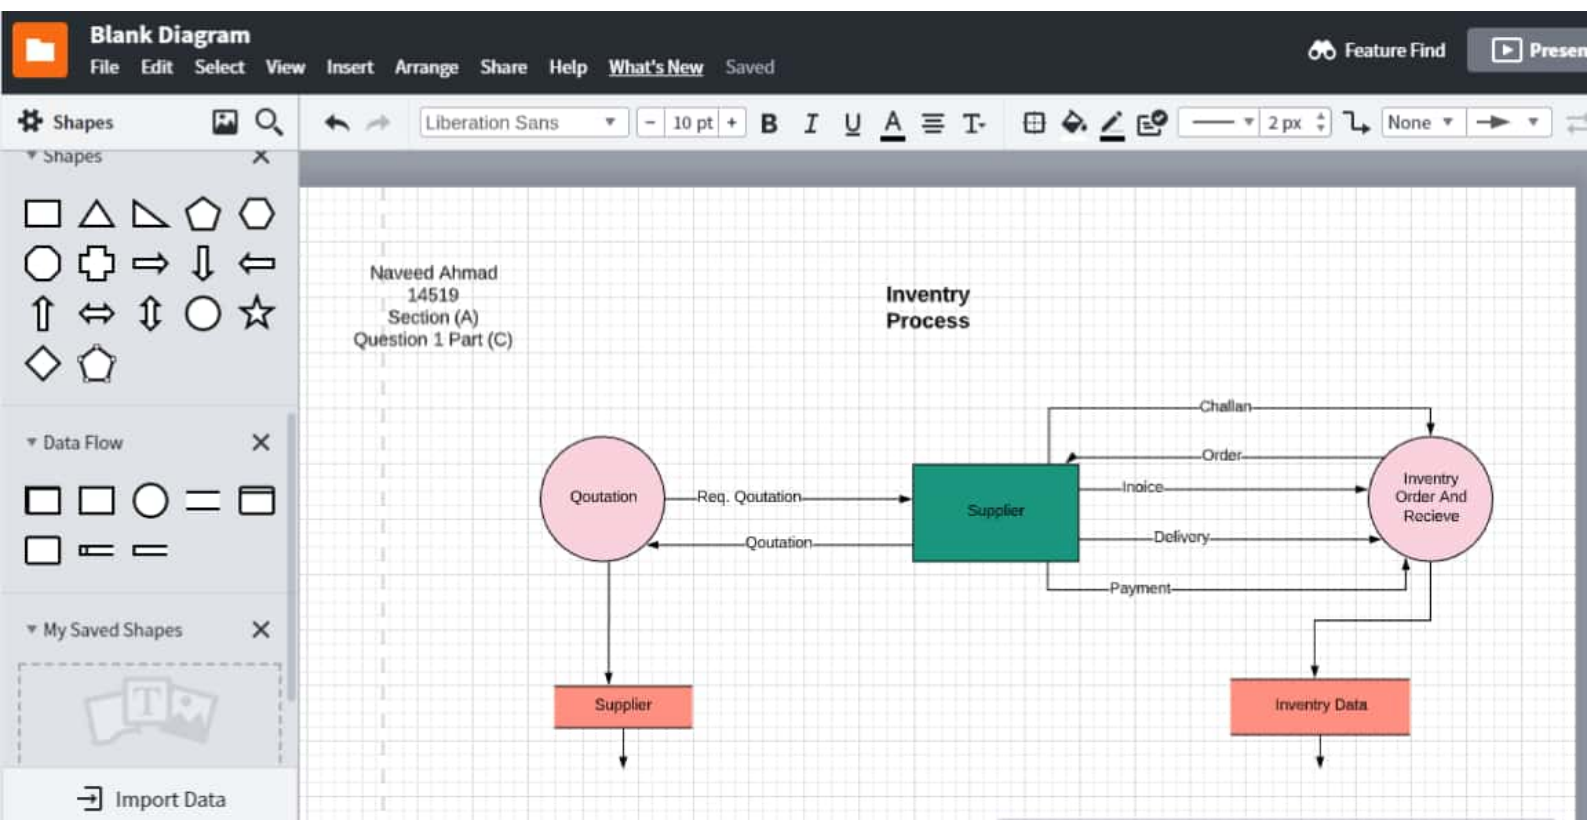 Blank Diagram
File Edit Select View Insert Arrange Share Help What's New Saved
Feature Find
Presen
Shapes
Liberation Sans
− 10 pt +
B I U A T
2 px
None
Shapes
Naveed Ahmad
14519
Section (A)
Question 1 Part (C)
Inventry
Process
Data Flow
Challan
Order
Inoice
Delivery
Payment
Qoutation
Req. Qoutation
Qoutation
Supplier
Inventry
Order And
Recieve
My Saved Shapes
T
Supplier
Inventry Data
Import Data